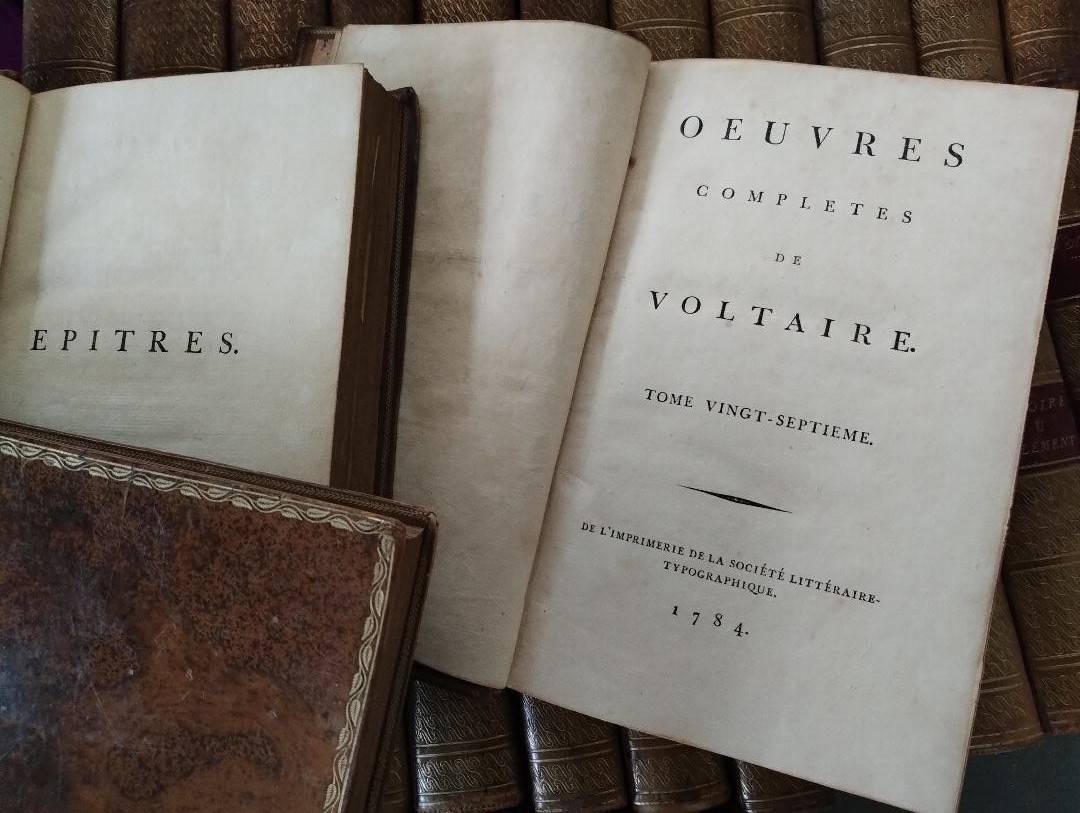 EPITRES.
OEUVRES
COMPLETES
DE
VOLTAIRE.
TOME VINGT-SEPTIEME.
DE L'IMPRIMERIE DE LA SOCIÉTÉ LITTÉRAIRE-
TYPOGRAPHIQUE.
1784.